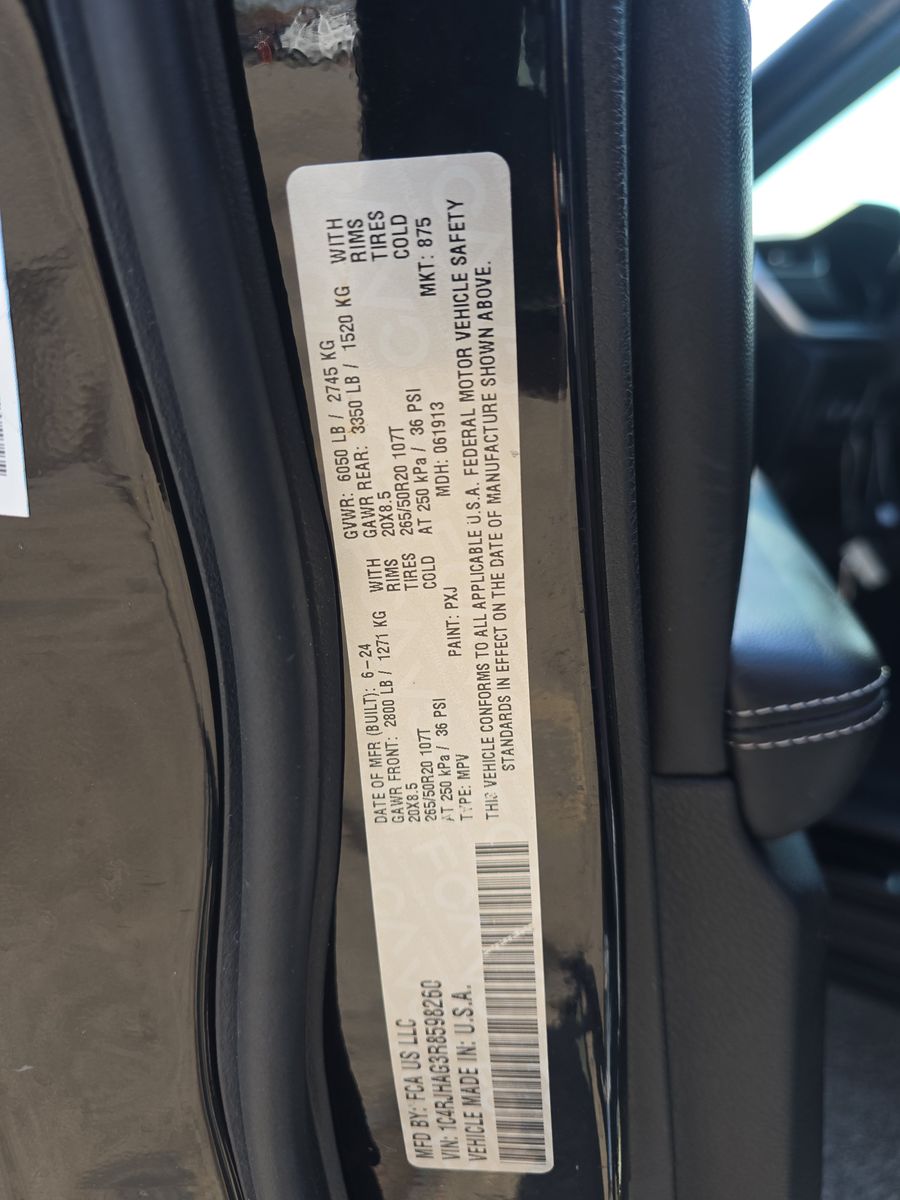 MFD BY: FCA US LLC
DATE OF MFR (BUILT): 6-24
GVWR: 6050 LB / 2745 KG
VIN: 1C4RJHAG3R8598260
GAWR FRONT: 2800 LB / 1271 KG WITH
GAWR REAR: 3350 LB / 1520 KG WITH
VEHICLE MADE IN: U.S.A.
20X8.5 RIMS
20X8.5 RIMS
265/50R20 107T TIRES
265/50R20 107T TIRES
AT 250 kPa / 36 PSI COLD
AT 250 kPa / 36 PSI COLD
TYPE: MPV PAINT: PXJ MDH: 061913 MKT: 875
THIS VEHICLE CONFORMS TO ALL APPLICABLE U.S.A. FEDERAL MOTOR VEHICLE SAFETY
STANDARDS IN EFFECT ON THE DATE OF MANUFACTURE SHOWN ABOVE.